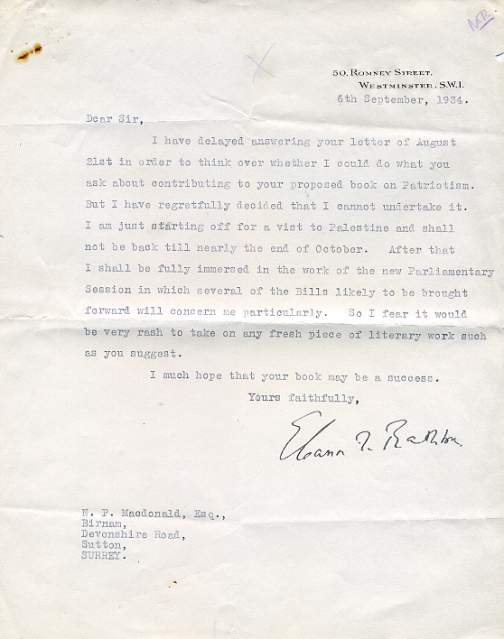 50, Romney Street,
Westminster, S.W.1.
6th September, 1934.
Dear Sir,
I have delayed answering your letter of August
21st in order to think over whether I could do what you
ask about contributing to your proposed book on Patriotism.
But I have regretfully decided that I cannot undertake it.
I am just starting off for a vist to Palestine and shall
not be back till nearly the end of October. After that
I shall be fully immersed in the work of the new Parliamentary
Session in which several of the Bills likely to be brought
forward will concern me particularly. So I fear it would
be very rash to take on any fresh piece of literary work such
as you suggest.
I much hope that your book may be a success.
Yours faithfully,
Eleanor F. Rathbone
N. P. Macdonald, Esq.,
Birnam,
Devonshire Road,
Sutton,
SURREY.